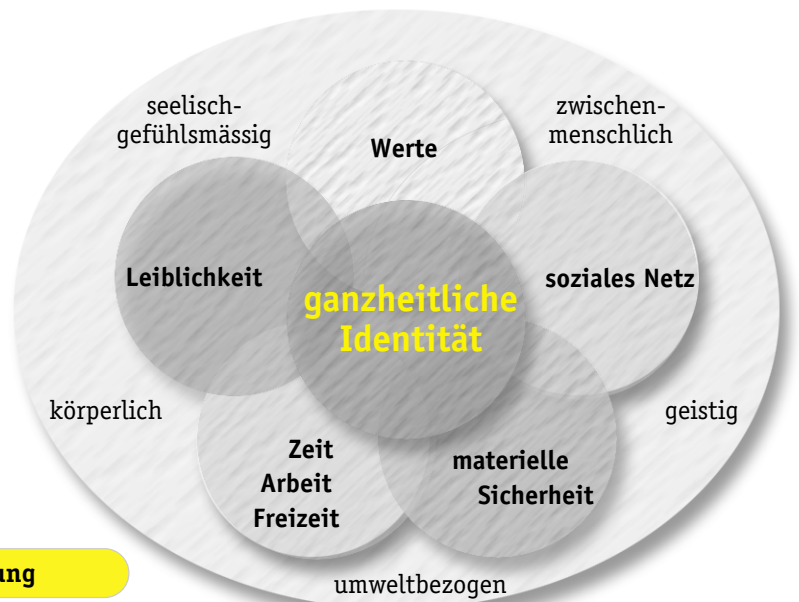 seelisch-
gefühlsmässig
zwischen-
menschlich
Werte
Leiblichkeit
soziales Netz
ganzheitliche
Identität
körperlich
geistig
Zeit
Arbeit
Freizeit
materielle
Sicherheit
ung
umweltbezogen